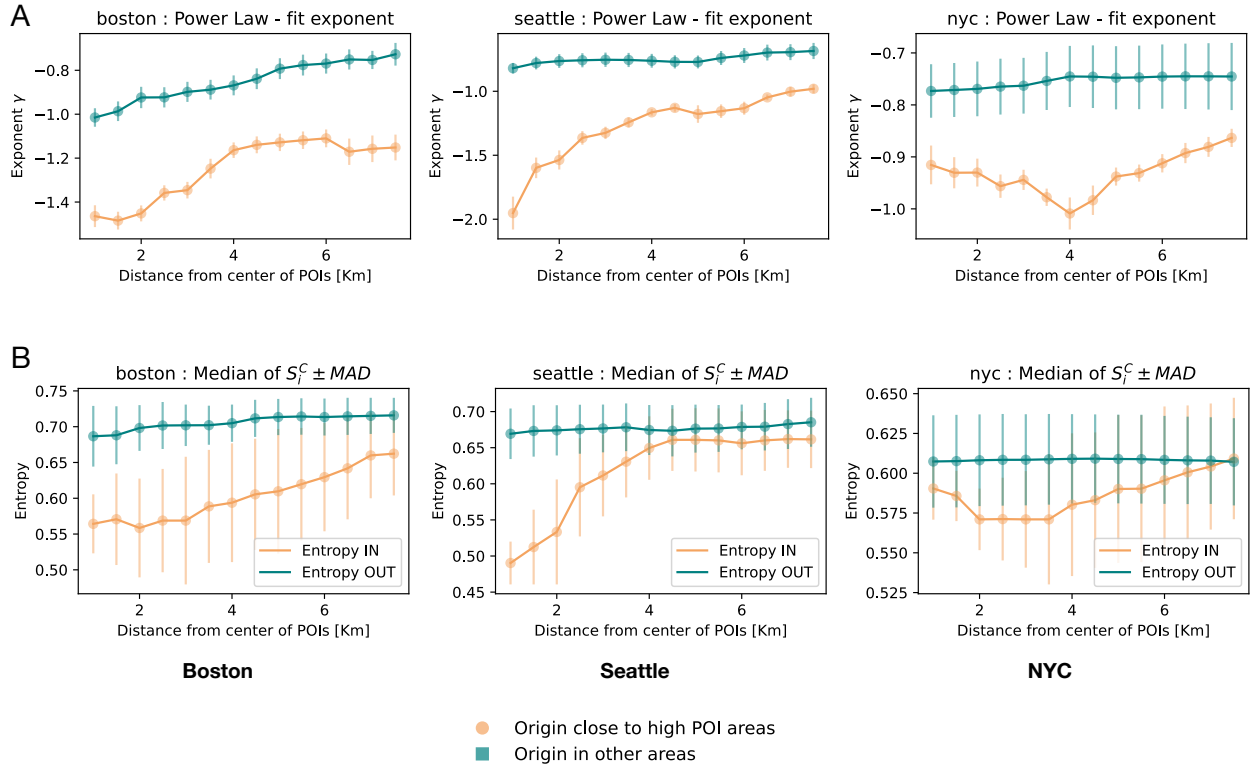 A
boston : Power Law - fit exponent
seattle : Power Law - fit exponent
nyc : Power Law - fit exponent
Exponent γ
−0.8
−1.0
−1.2
−1.4
2 4 6
Distance from center of POIs [Km]
Exponent γ
−0.5
−1.0
−1.5
−2.0
2 4 6
Distance from center of POIs [Km]
Exponent γ
−0.7
−0.8
−0.9
−1.0
2 4 6
Distance from center of POIs [Km]
B
boston : Median of S_i^C ± MAD
seattle : Median of S_i^C ± MAD
nyc : Median of S_i^C ± MAD
Entropy
0.75
0.70
0.65
0.60
0.55
0.50
Entropy IN
Entropy OUT
2 4 6
Distance from center of POIs [Km]
Entropy
0.70
0.65
0.60
0.55
0.50
0.45
Entropy IN
Entropy OUT
2 4 6
Distance from center of POIs [Km]
Entropy
0.650
0.625
0.600
0.575
0.550
0.525
Entropy IN
Entropy OUT
2 4 6
Distance from center of POIs [Km]
Boston
Seattle
NYC
Origin close to high POI areas
Origin in other areas